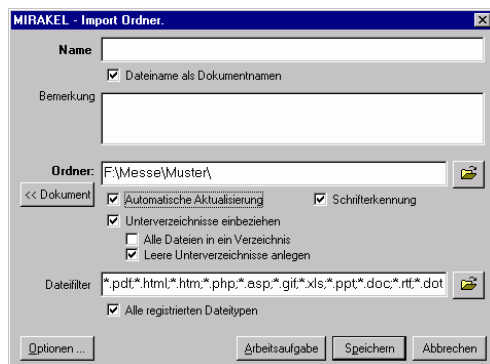 MIRAKEL - Import Ordner.
Name
Dateiname als Dokumentnamen
Bemerkung
Ordner: F:\Messe\Muster\
<< Dokument Automatische Aktualisierung Schrifterkennung
Unterverzeichnisse einbeziehen
Alle Dateien in ein Verzeichnis
Leere Unterverzeichnisse anlegen
Dateifilter *.pdf;*.html;*.htm;*.php;*.asp;*.gif;*.xls;*.ppt;*.doc;*.rtf;*.dot
Alle registrierten Dateitypen
Optionen ... Arbeitsaufgabe Speichern Abbrechen